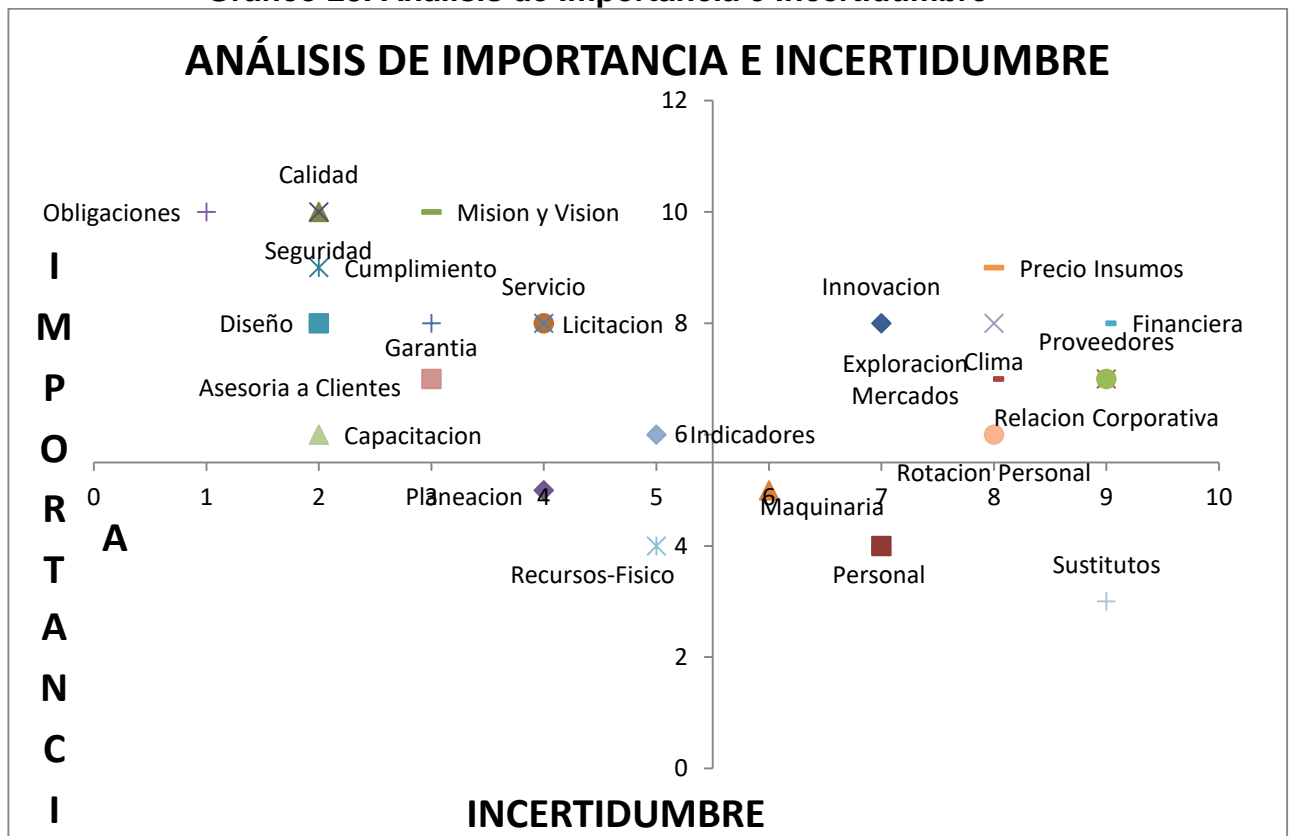 ANÁLISIS DE IMPORTANCIA E INCERTIDUMBRE
12
Calidad
Obligaciones
Mision y Vision
10
Seguridad
Cumplimiento
Precio Insumos
Servicio
Innovacion
Diseño
Licitacion
8
Financiera
Garantia
Proveedores
Exploracion
Mercados
Clima
Asesoria a Clientes
Relacion Corporativa
Capacitacion
6
Indicadores
Rotacion Personal
0 1 2 3 4 5 6 7 8 9 10
Planeacion
Maquinaria
4
Recursos-Fisico
Personal
Sustitutos
2
0
I
M
P
O
R
T
A
N
C
I
A
INCERTIDUMBRE